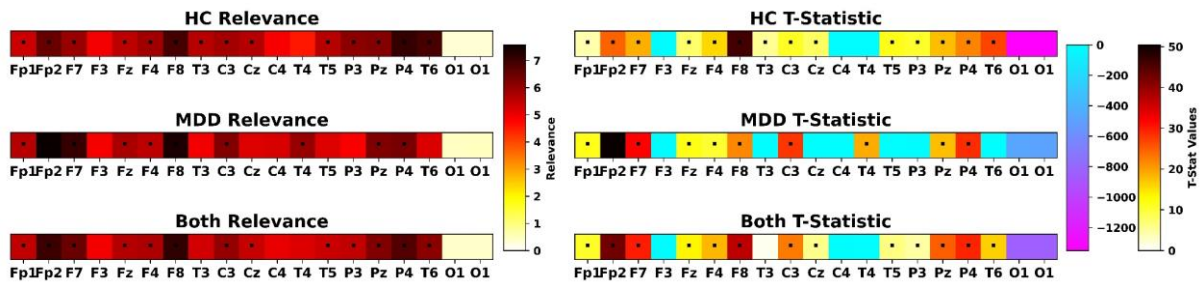 HC Relevance
Fp1 Fp2 F7 F3 Fz F4 F8 T3 C3 Cz C4 T4 T5 P3 Pz P4 T6 O1 O1
MDD Relevance
Fp1 Fp2 F7 F3 Fz F4 F8 T3 C3 Cz C4 T4 T5 P3 Pz P4 T6 O1 O1
Both Relevance
Fp1 Fp2 F7 F3 Fz F4 F8 T3 C3 Cz C4 T4 T5 P3 Pz P4 T6 O1 O1
7
6
5
4
3
2
1
0
Relevance
HC T-Statistic
Fp1 Fp2 F7 F3 Fz F4 F8 T3 C3 Cz C4 T4 T5 P3 Pz P4 T6 O1 O1
MDD T-Statistic
Fp1 Fp2 F7 F3 Fz F4 F8 T3 C3 Cz C4 T4 T5 P3 Pz P4 T6 O1 O1
Both T-Statistic
Fp1 Fp2 F7 F3 Fz F4 F8 T3 C3 Cz C4 T4 T5 P3 Pz P4 T6 O1 O1
0
−200
−400
−600
−800
−1000
−1200
50
40
30
20
10
0
T-Stat Values